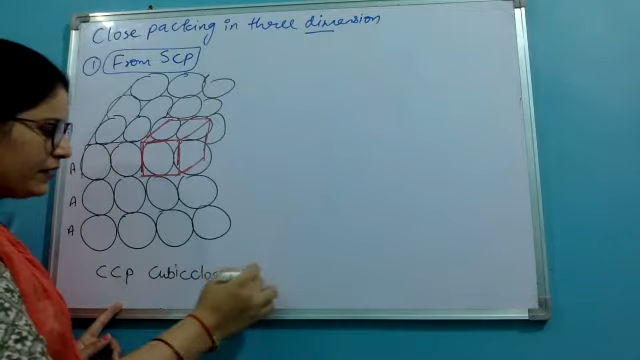 Close packing in three dimension
① From SCP
A
A
A
CCP Cubicclos